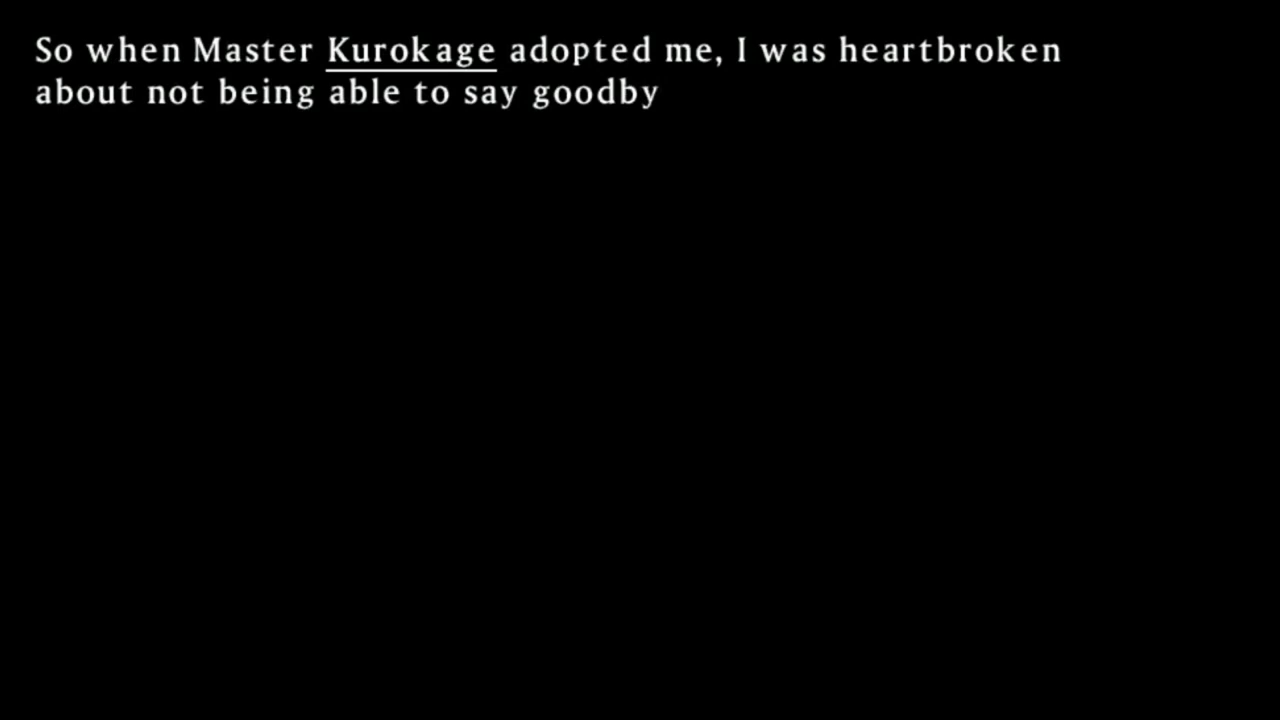 So when Master Kurokage adopted me, I was heartbroken
about not being able to say goodby